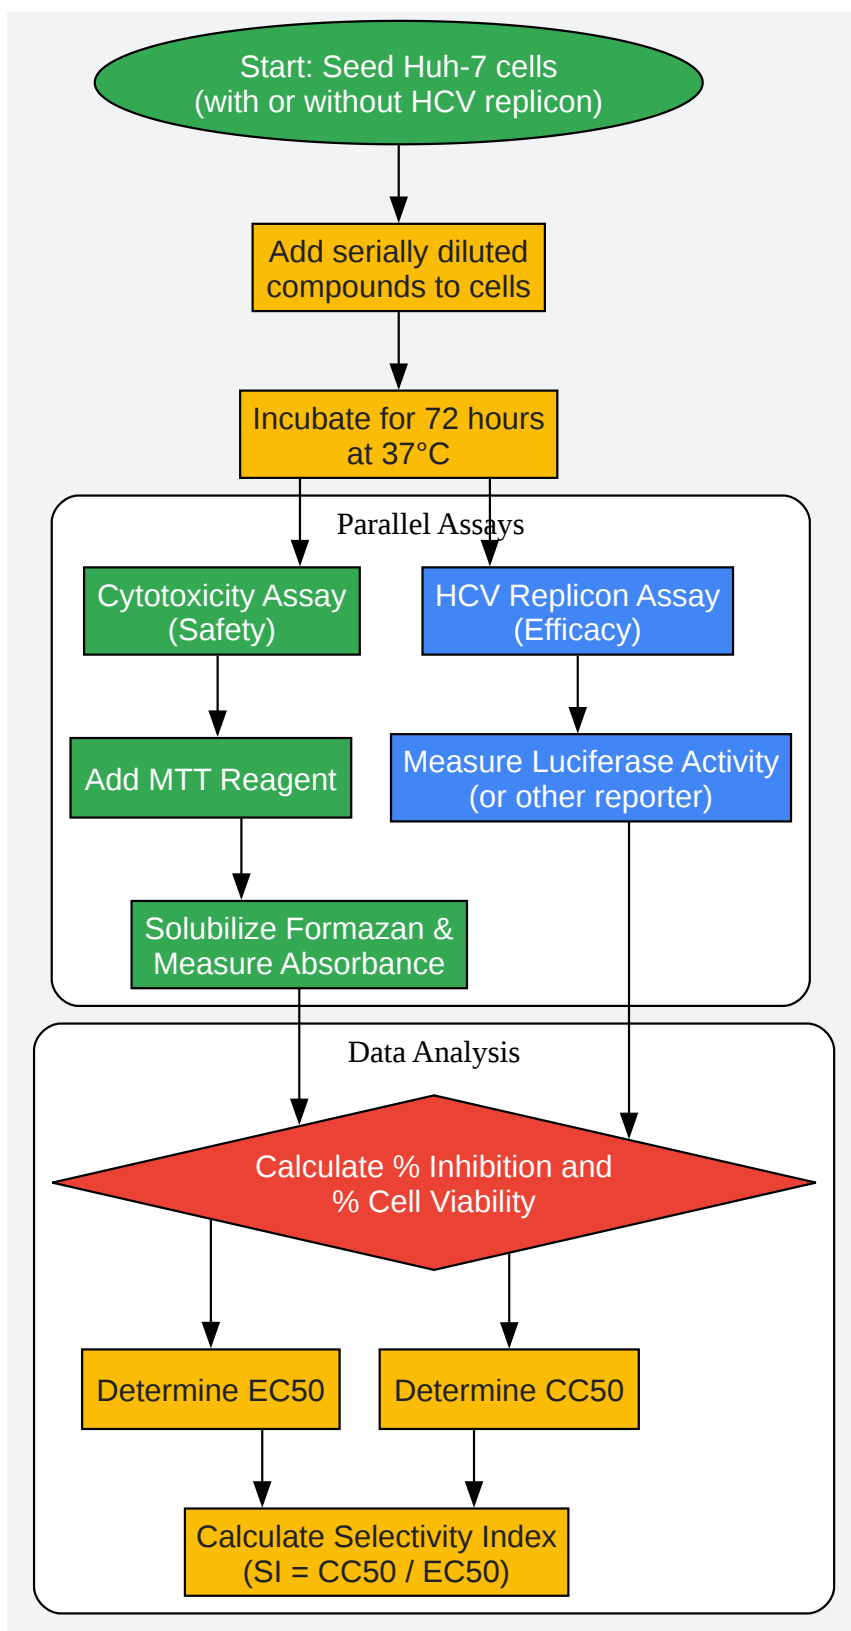 Start: Seed Huh-7 cells
(with or without HCV replicon)
Add serially diluted
compounds to cells
Incubate for 72 hours
at 37°C
Parallel Assays
Cytotoxicity Assay
(Safety)
HCV Replicon Assay
(Efficacy)
Add MTT Reagent
Measure Luciferase Activity
(or other reporter)
Solubilize Formazan &
Measure Absorbance
Data Analysis
Calculate % Inhibition and
% Cell Viability
Determine EC50
Determine CC50
Calculate Selectivity Index
(SI = CC50 / EC50)